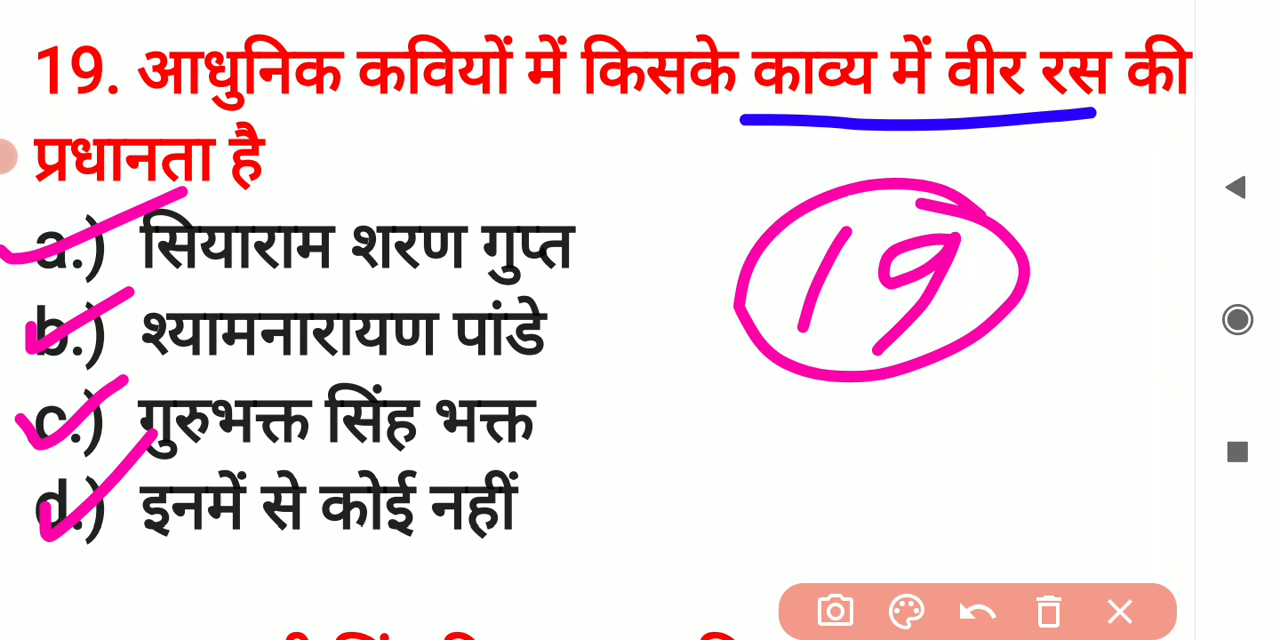 19. आधुनिक कवियों में किसके काव्य में वीर रस की
प्रधानता है
a.) सियाराम शरण गुप्त
b.) श्यामनारायण पांडे
c.) गुरुभक्त सिंह भक्त
d.) इनमें से कोई नहीं
19